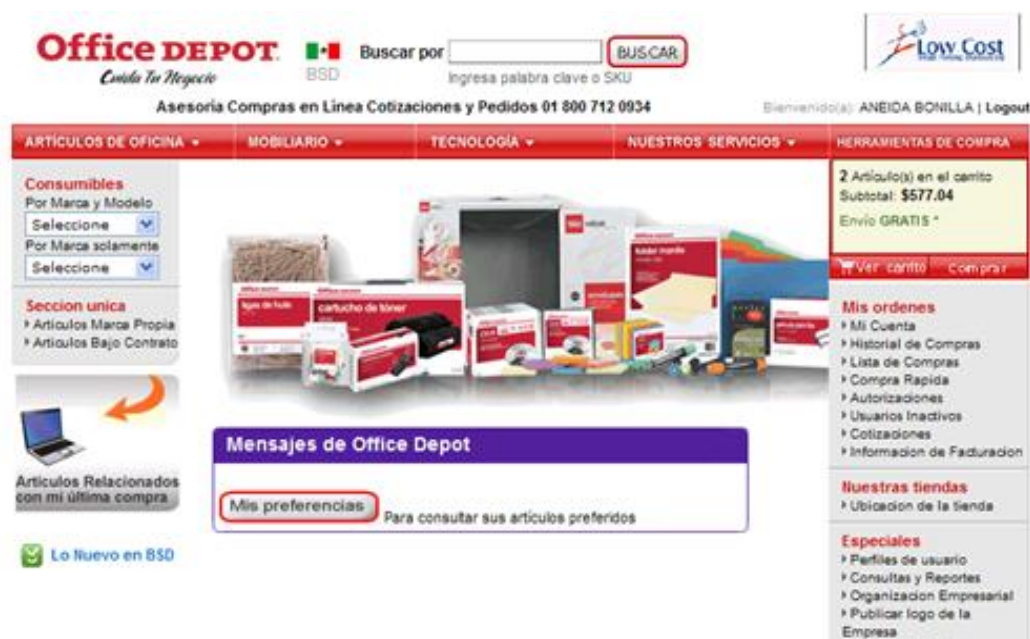 Office DEPOT.
Cuida Tu Negocio
BSD
Buscar por
BUSCAR
Ingresa palabra clave o SKU
Low Cost
Asesoría Compras en Linea Cotizaciones y Pedidos 01 800 712 0934
Bienvenido(a): ANEIDA BONILLA | Logout
ARTÍCULOS DE OFICINA
MOBILIARIO
TECNOLOGÍA
NUESTROS SERVICIOS
HERRAMIENTAS DE COMPRA
Consumibles
Por Marca y Modelo
Seleccione
Por Marca solamente
Seleccione
Seccion unica
Articulos Marca Propia
Articulos Bajo Contrato
Articulos Relacionados
con mi última compra
Lo Nuevo en BSD
ligas de hule
cartucho de tóner
folder manila
Mensajes de Office Depot
Mis preferencias
Para consultar sus artículos preferidos
2 Artículo(s) en el carrito
Subtotal: $577.04
Envío GRATIS *
Ver carrito
Comprar
Mis ordenes
Mi Cuenta
Historial de Compras
Lista de Compras
Compra Rapida
Autorizaciones
Usuarios Inactivos
Cotizaciones
Informacion de Facturacion
Nuestras tiendas
Ubicacion de la tienda
Especiales
Perfiles de usuario
Consultas y Reportes
Organizacion Empresarial
Publicar logo de la
Empresa